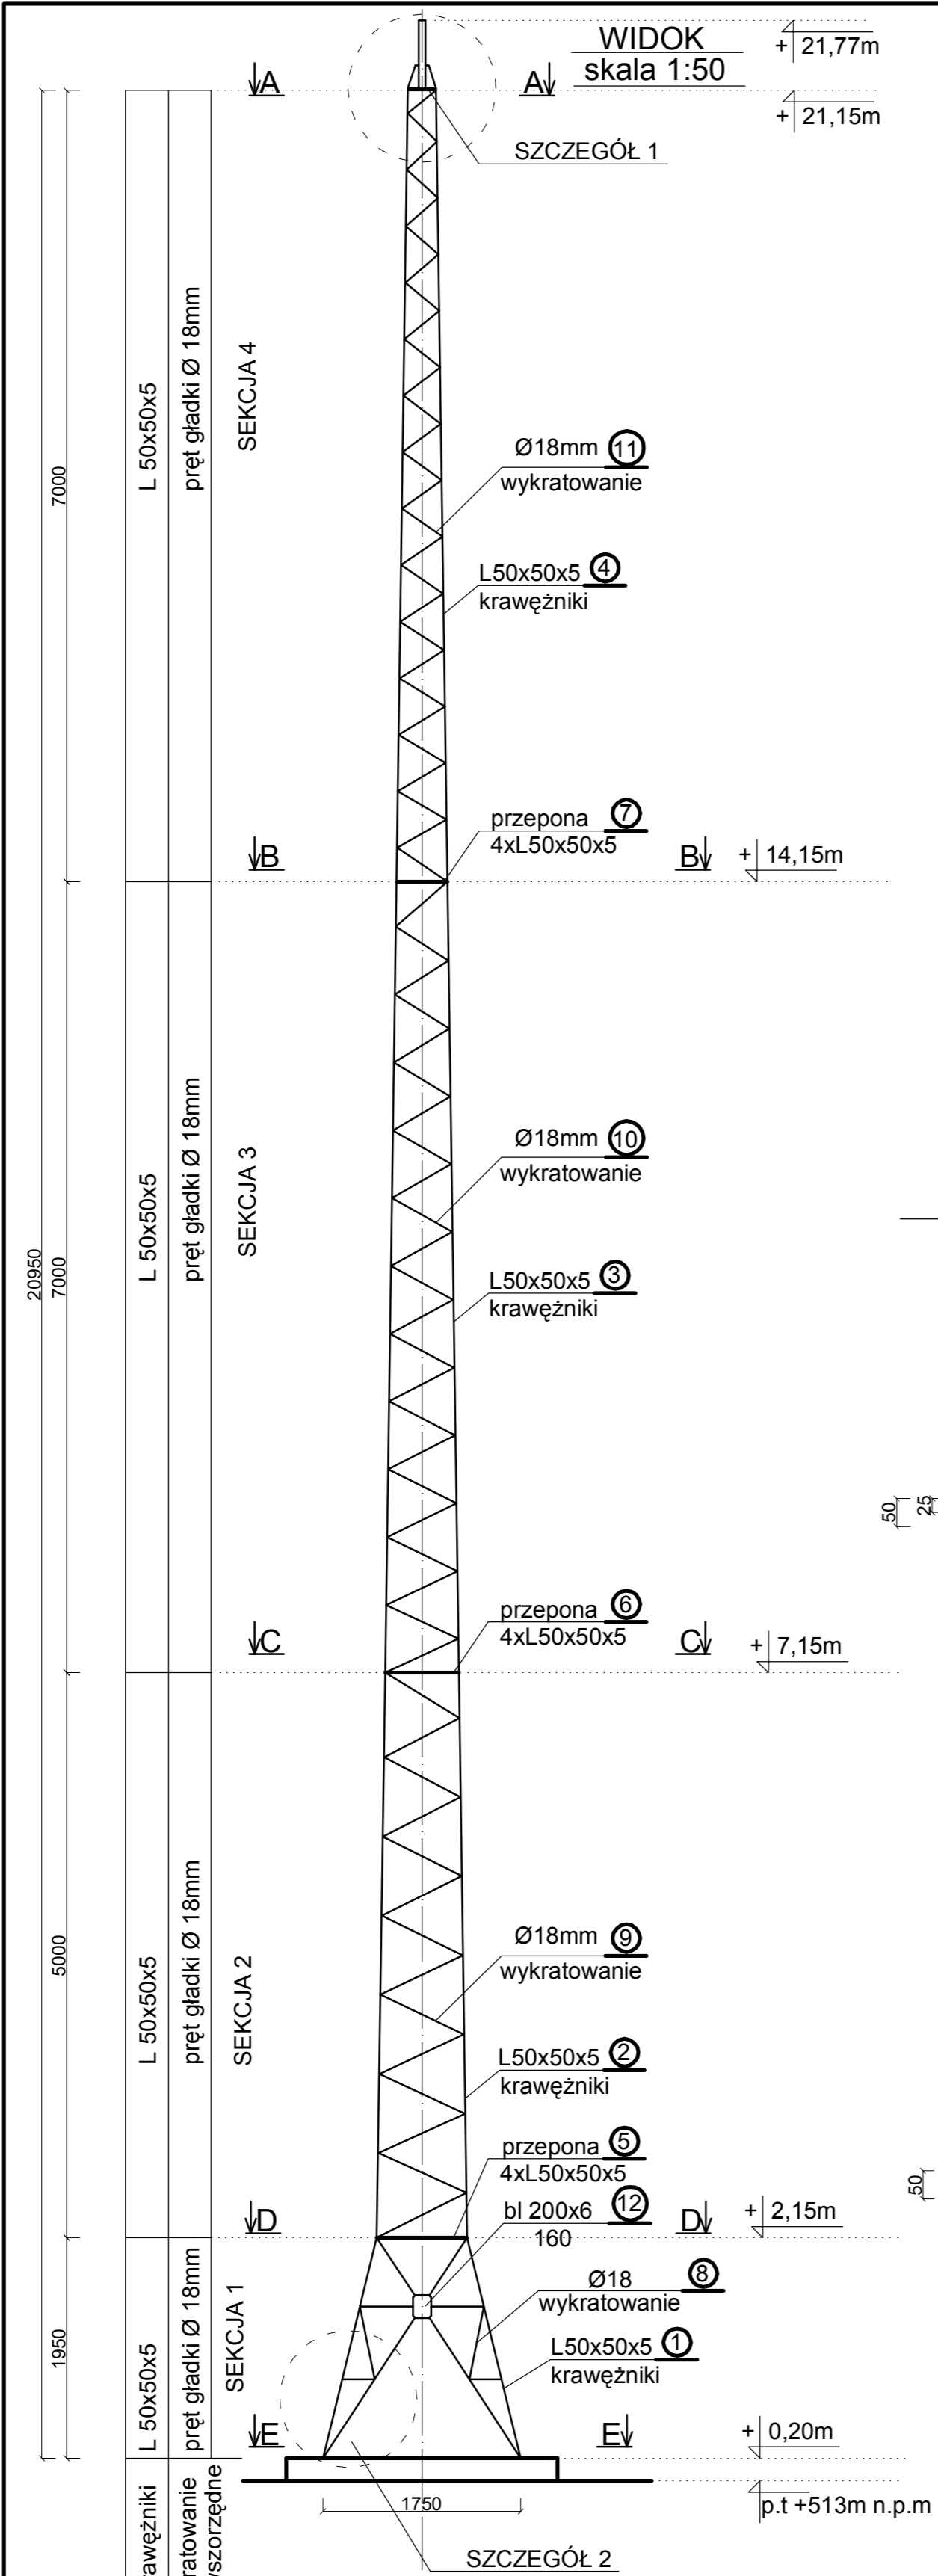 WIDOK
skala 1:50
+ 21,77m
A
A
+ 21,15m
SZCZEGÓŁ 1
L 50x50x5
pręt gładki Ø 18mm
SEKCJA 4
7000
Ø18mm 11
wykratowanie
L50x50x5 4
krawężniki
przepona 7
4xL50x50x5
B
B
+ 14,15m
L 50x50x5
pręt gładki Ø 18mm
SEKCJA 3
Ø18mm 10
wykratowanie
20950
7000
L50x50x5 3
krawężniki
50
25
przepona 6
4xL50x50x5
C
C
+ 7,15m
L 50x50x5
pręt gładki Ø 18mm
SEKCJA 2
5000
Ø18mm 9
wykratowanie
L50x50x5 2
krawężniki
przepona 5
4xL50x50x5
50
bl 200x6 12
160
D
D
+ 2,15m
L 50x50x5
pręt gładki Ø 18mm
SEKCJA 1
1950
Ø18 8
wykratowanie
L50x50x5 1
krawężniki
E
E
+ 0,20m
1750
p.t +513m n.p.m
SZCZEGÓŁ 2